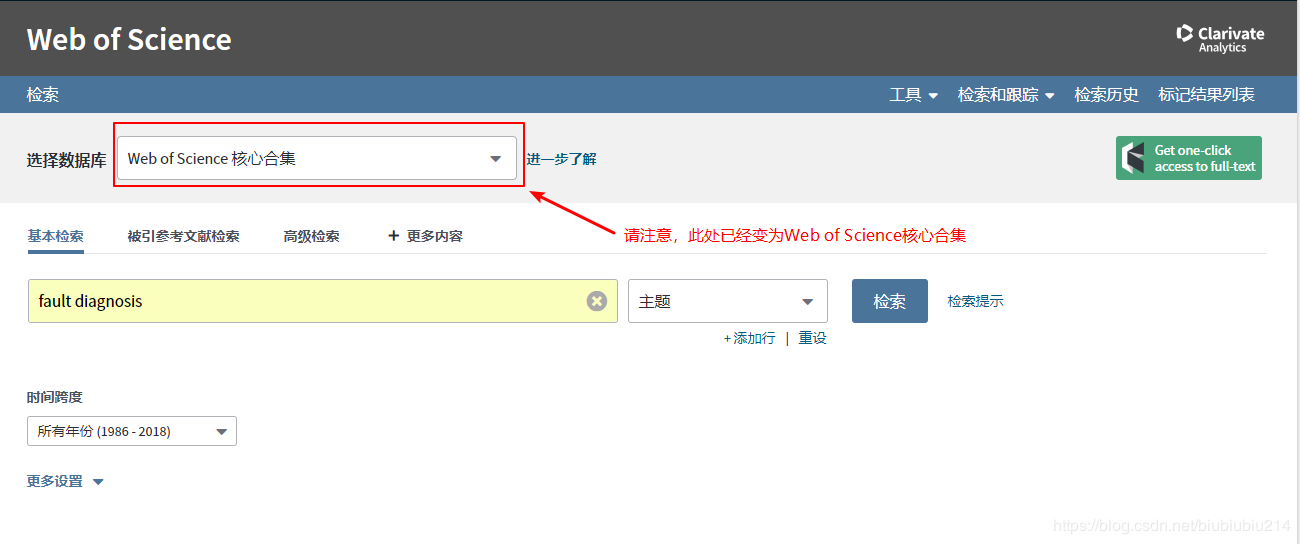 Web of Science
Clarivate
Analytics
检索
工具 检索和跟踪 检索历史 标记结果列表
选择数据库 Web of Science 核心合集 进一步了解
Get one-click
access to full-text
基本检索 被引参考文献检索 高级检索 + 更多内容
请注意，此处已经变为Web of Science核心合集
fault diagnosis 主题 检索 检索提示
+添加行 | 重设
时间跨度
所有年份 (1986 - 2018)
更多设置
https://blog.csdn.net/biubiubiu214